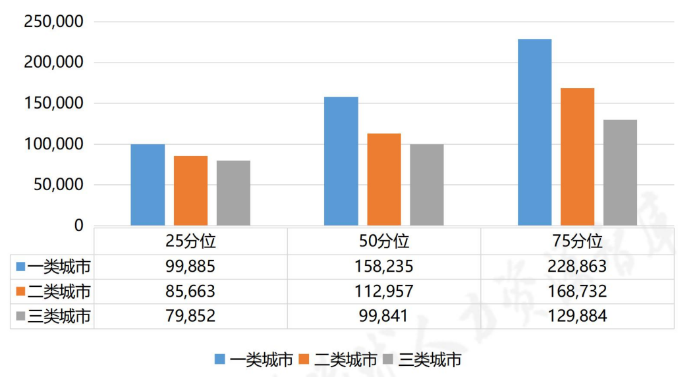 250,000
200,000
150,000
100,000
50,000
0
25分位 50分位 75分位
一类城市 99,885 158,235 228,863
二类城市 85,663 112,957 168,732
三类城市 79,852 99,841 129,884
一类城市 二类城市 三类城市